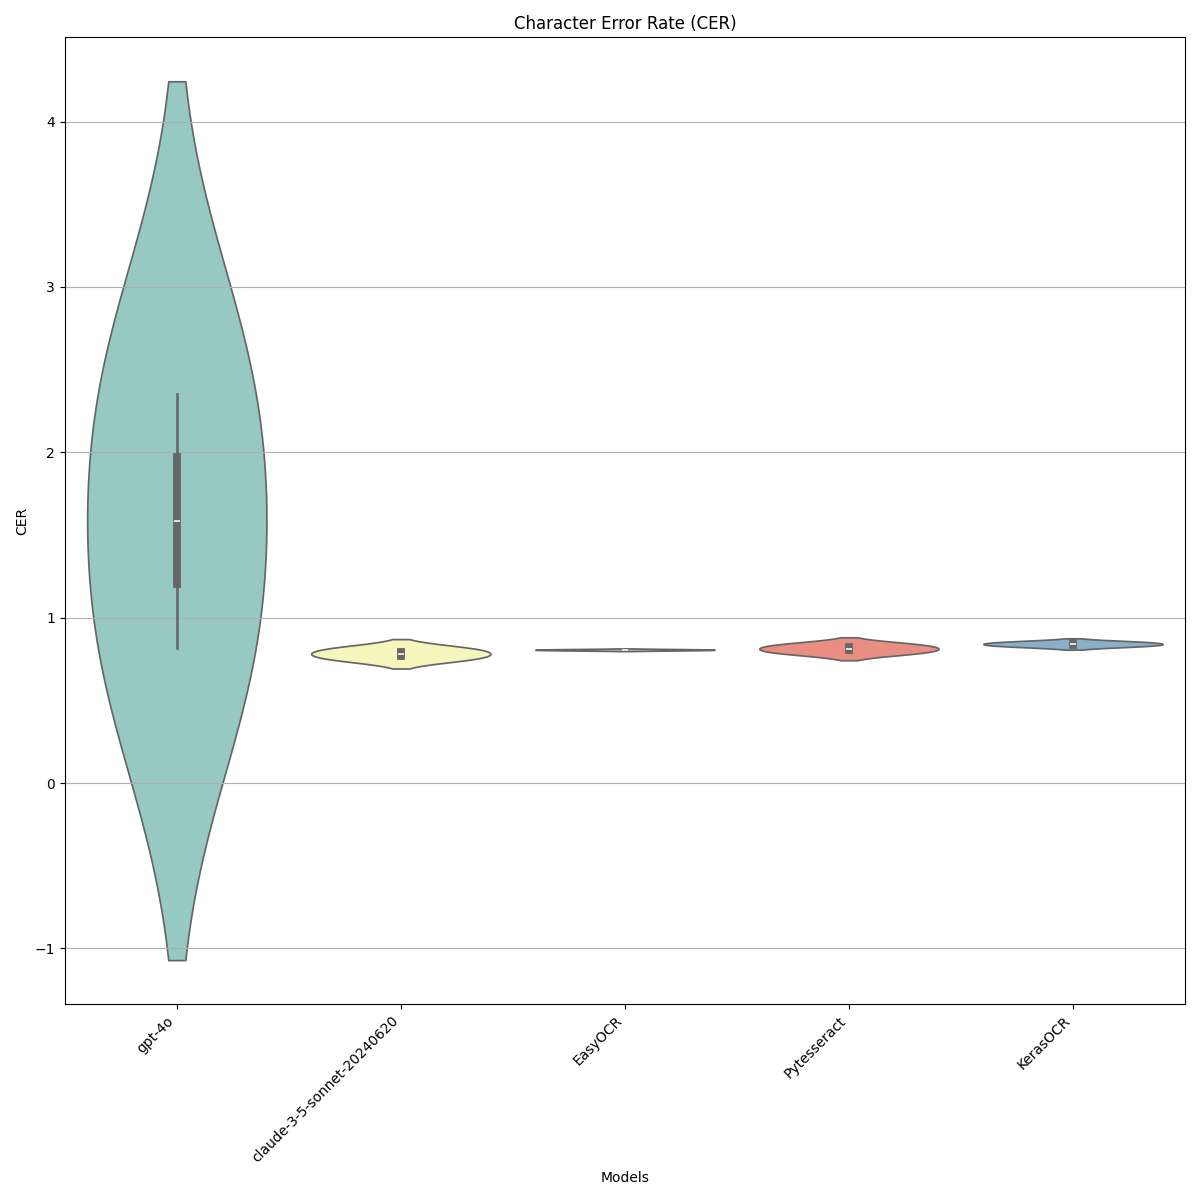 Character Error Rate (CER)
CER
4
3
2
1
0
−1
gpt-4o
claude-3-5-sonnet-20240620
EasyOCR
Pytesseract
KerasOCR
Models